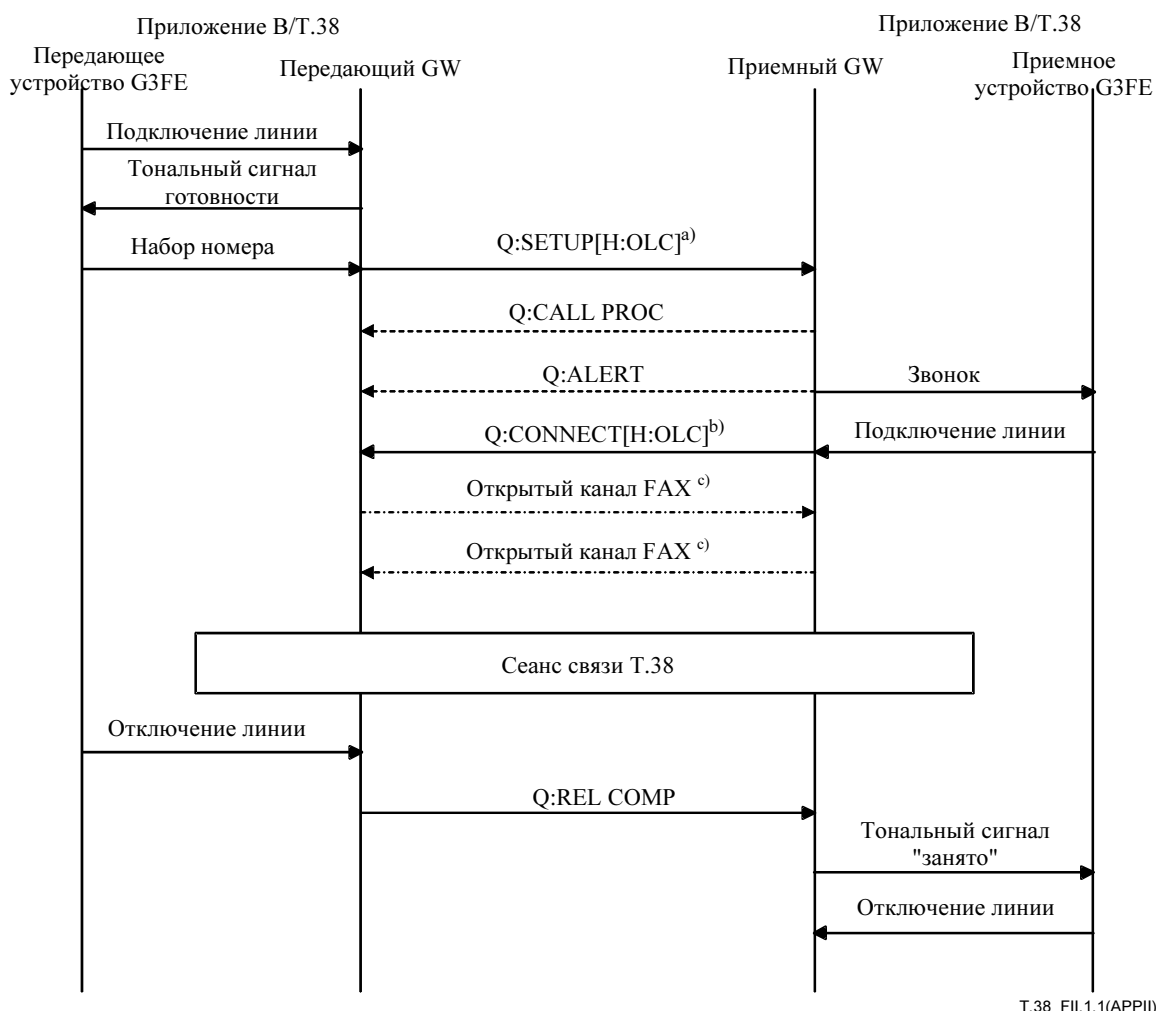 Приложение B/T.38
Приложение B/T.38
Передающее
устройство G3FE
Передающий GW
Приемный GW
Приемное
устройство G3FE
Подключение линии
Тональный сигнал
готовности
Набор номера
Q:SETUP[H:OLC]a)
Q:CALL PROC
Q:ALERT
Звонок
Q:CONNECT[H:OLC]b)
Подключение линии
Открытый канал FAX c)
Открытый канал FAX c)
Сеанс связи T.38
Отключение линии
Q:REL COMP
Тональный сигнал
"занято"
Отключение линии
T.38_FII.1.1(APPII)